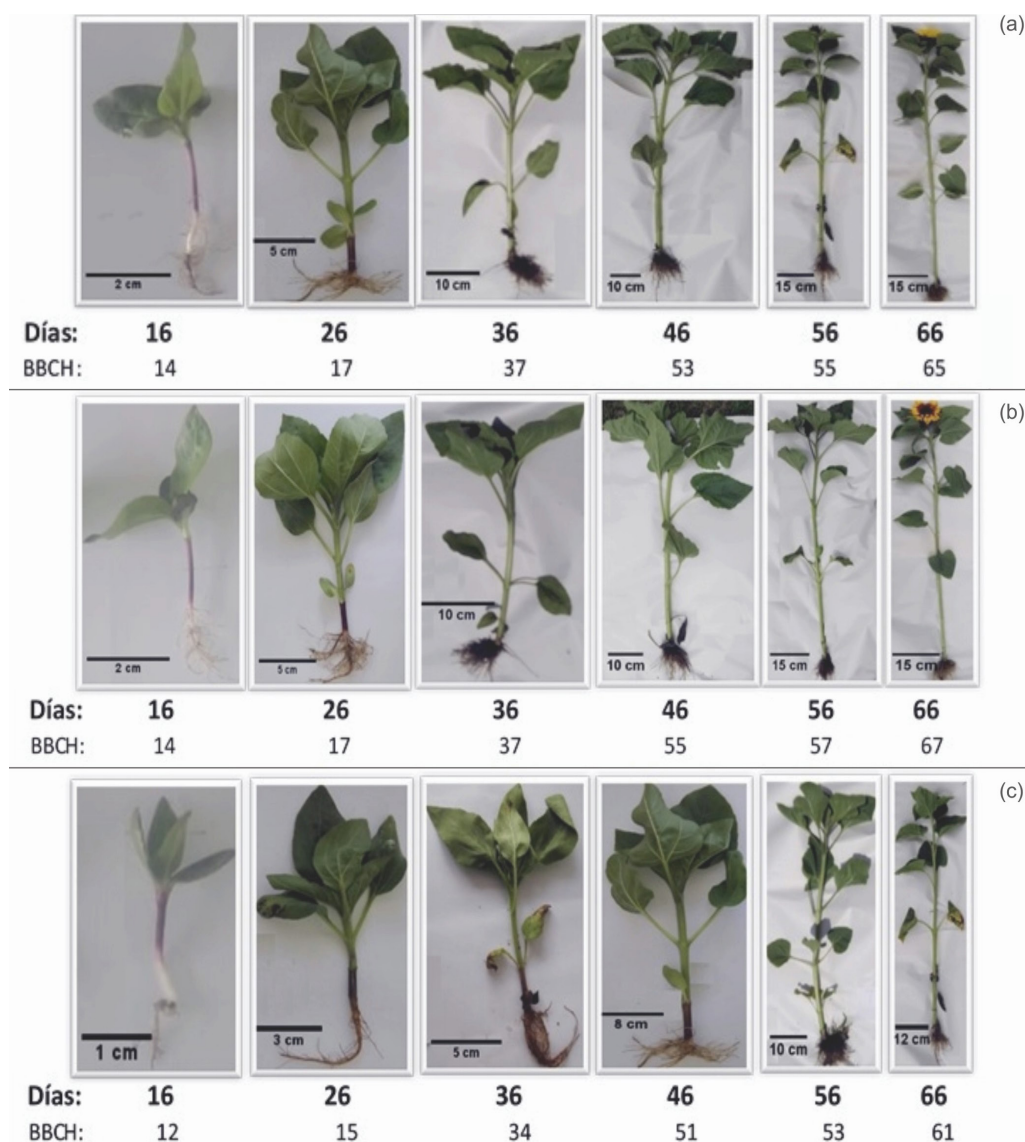 (a)
2 cm 5 cm 10 cm 10 cm 15 cm 15 cm
Días: 16 26 36 46 56 66
BBCH: 14 17 37 53 55 65
(b)
2 cm 5 cm 10 cm 10 cm 15 cm 15 cm
Días: 16 26 36 46 56 66
BBCH: 14 17 37 55 57 67
(c)
1 cm 3 cm 5 cm 8 cm 10 cm 12 cm
Días: 16 26 36 46 56 66
BBCH: 12 15 34 51 53 61